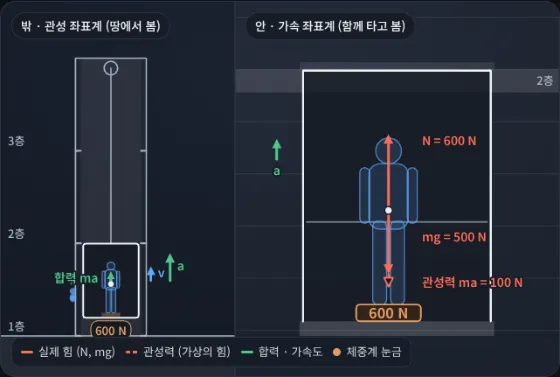 밖 · 관성 좌표계 (땅에서 봄)
안 · 가속 좌표계 (함께 타고 봄)
2층
3층
N = 600 N
a
2층
mg = 500 N
합력 ma
v
a
관성력 ma = 100 N
1층
600 N
600 N
실제 힘 (N, mg)
관성력 (가상의 힘)
합력 · 가속도
체중계 눈금